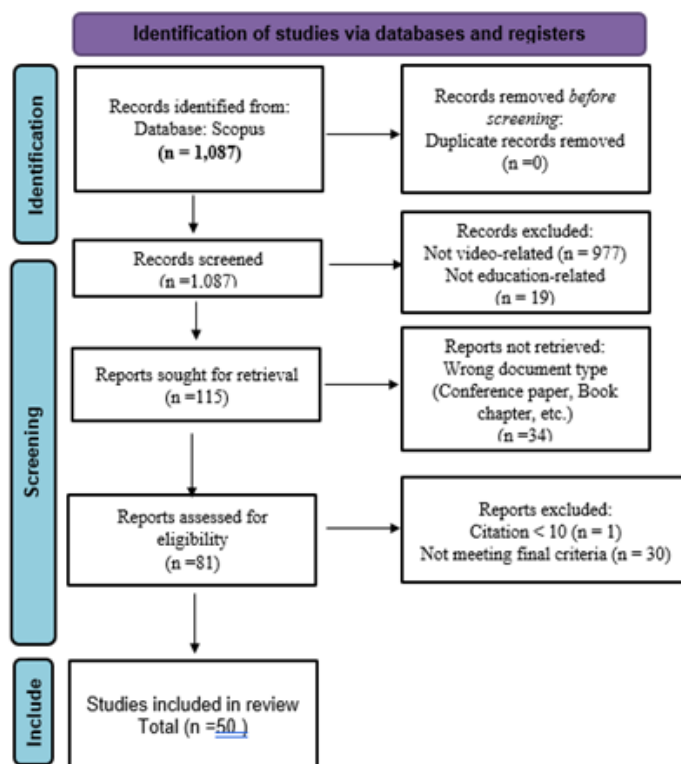 Identification of studies via databases and registers
Identification
Records identified from:
Database: Scopus
(n = 1,087)
Records removed before
screening:
Duplicate records removed
(n =0)
Records screened
(n =1.087)
Records excluded:
Not video-related (n = 977)
Not education-related
(n = 19)
Screening
Reports sought for retrieval
(n =115)
Reports not retrieved:
Wrong document type
(Conference paper, Book
chapter, etc.)
(n =34)
Reports assessed for
eligibility
(n =81)
Reports excluded:
Citation < 10 (n = 1)
Not meeting final criteria (n = 30)
Include
Studies included in review
Total (n =50 )